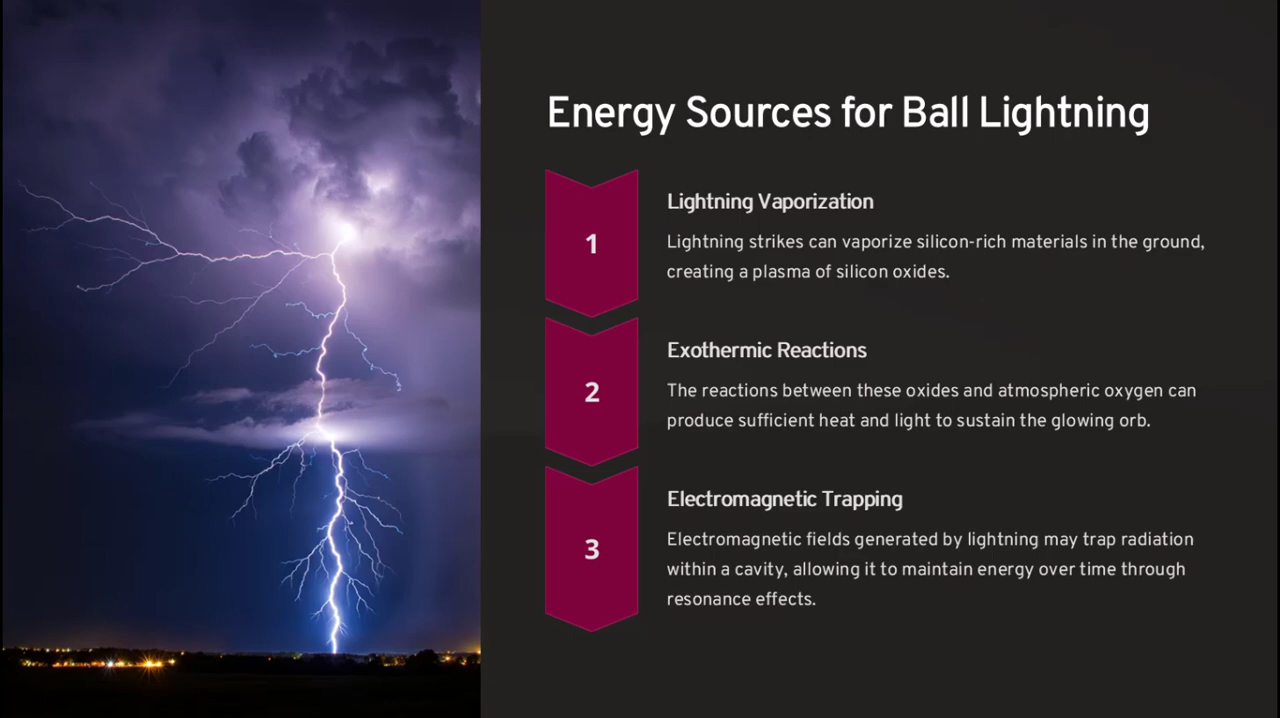 Energy Sources for Ball Lightning
1
Lightning Vaporization
Lightning strikes can vaporize silicon-rich materials in the ground,
creating a plasma of silicon oxides.
2
Exothermic Reactions
The reactions between these oxides and atmospheric oxygen can
produce sufficient heat and light to sustain the glowing orb.
3
Electromagnetic Trapping
Electromagnetic fields generated by lightning may trap radiation
within a cavity, allowing it to maintain energy over time through
resonance effects.